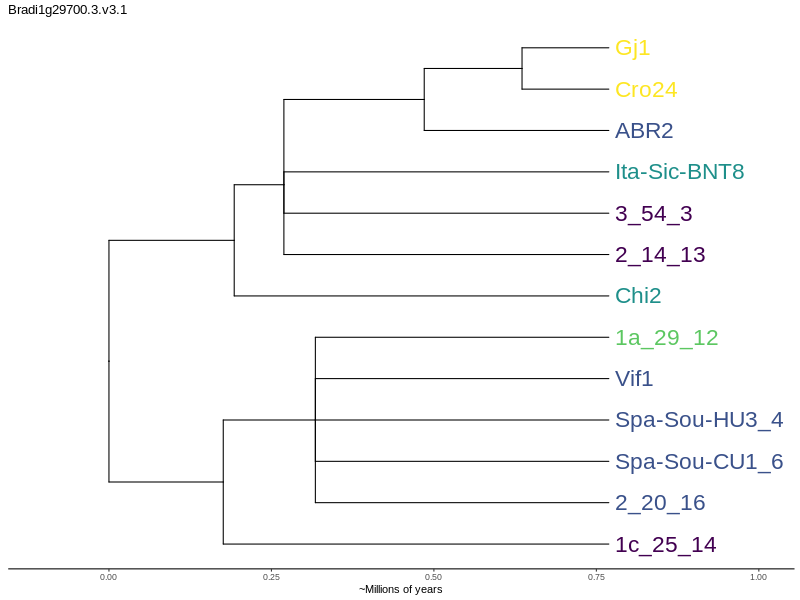 Bradi1g29700.3.v3.1
Gj1
Cro24
ABR2
Ita-Sic-BNT8
3_54_3
2_14_13
Chi2
1a_29_12
Vif1
Spa-Sou-HU3_4
Spa-Sou-CU1_6
2_20_16
1c_25_14
0.00 0.25 0.50 0.75 1.00
~Millions of years